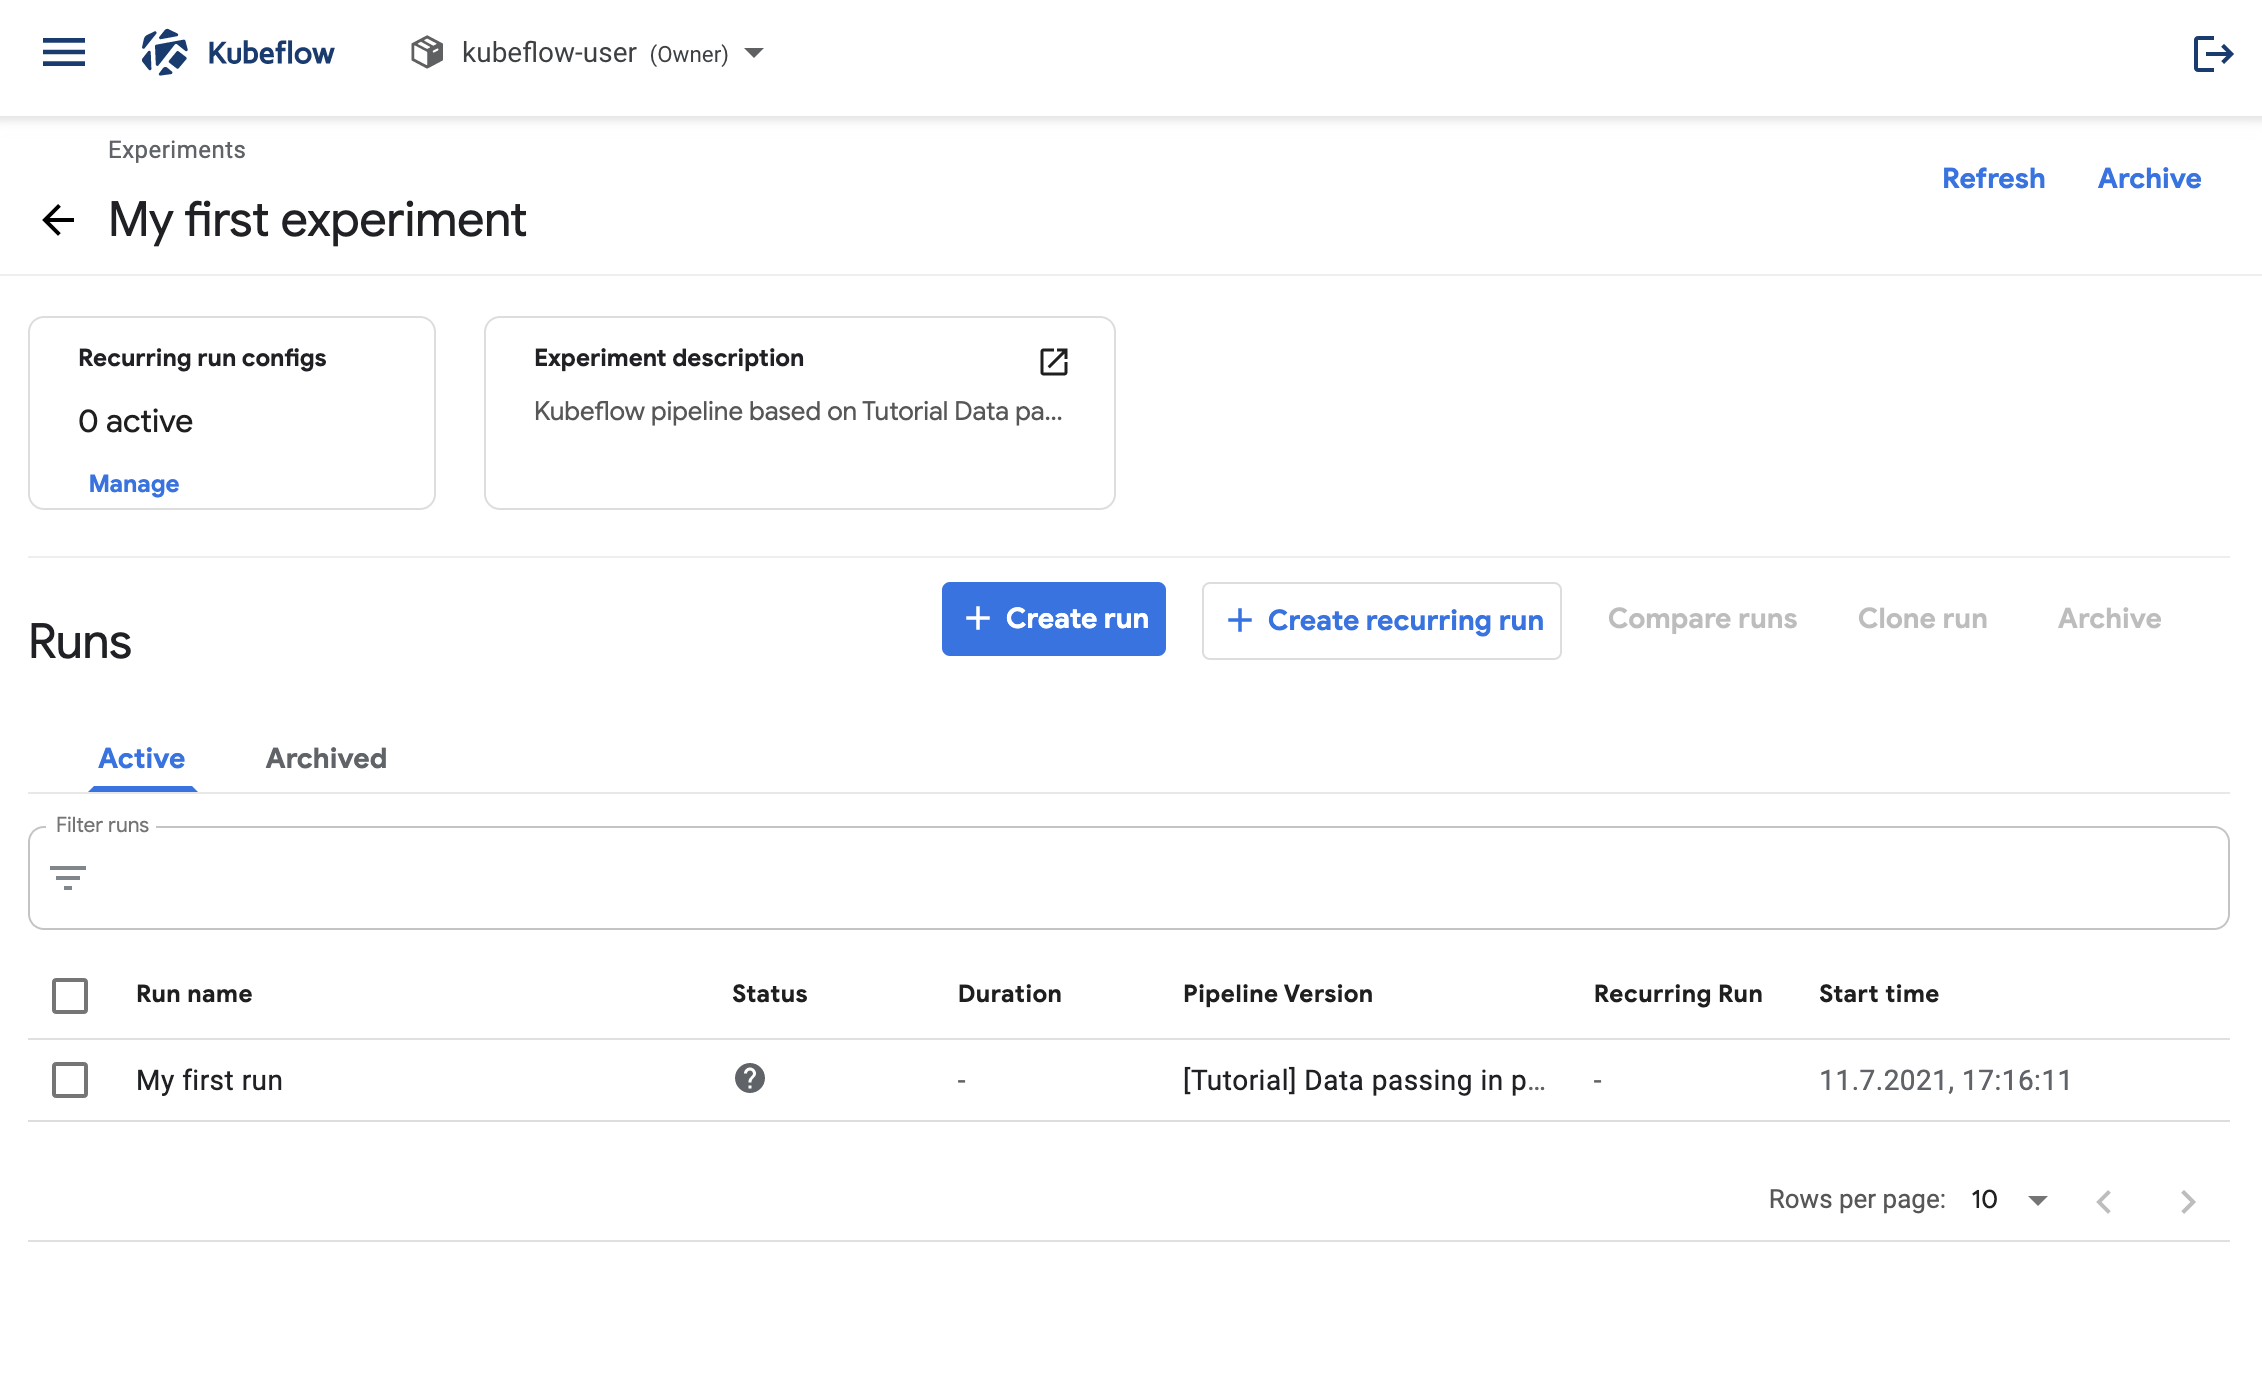 Kubeflow kubeflow-user (Owner)
Experiments
My first experiment
Refresh Archive
Recurring run configs
0 active
Manage
Experiment description
Kubeflow pipeline based on Tutorial Data pa...
Runs
+ Create run + Create recurring run Compare runs Clone run Archive
Active Archived
Filter runs
Run name Status Duration Pipeline Version Recurring Run Start time
My first run ? - [Tutorial] Data passing in p... - 11.7.2021, 17:16:11
Rows per page: 10